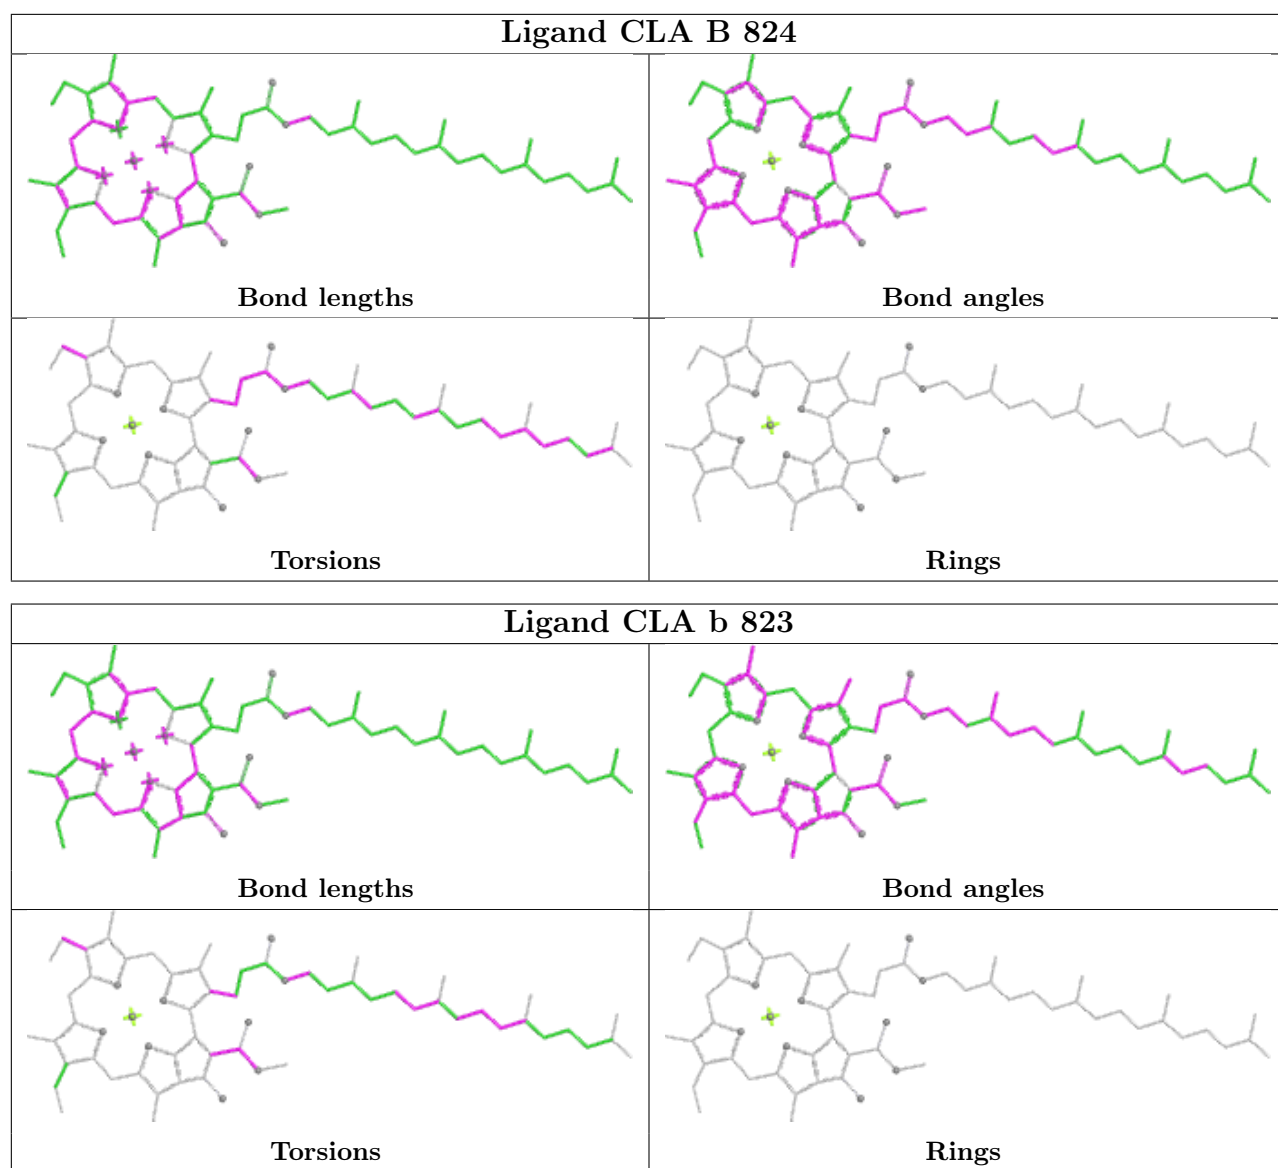 Ligand CLA B 824
Bond lengths
Bond angles
Torsions
Rings
Ligand CLA b 823
Bond lengths
Bond angles
Torsions
Rings